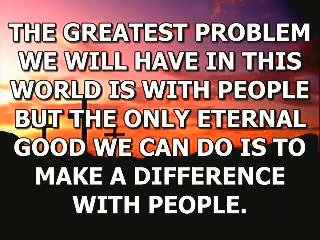 THE GREATEST PROBLEM
WE WILL HAVE IN THIS
WORLD IS WITH PEOPLE
BUT THE ONLY ETERNAL
GOOD WE CAN DO IS TO
MAKE A DIFFERENCE
WITH PEOPLE.